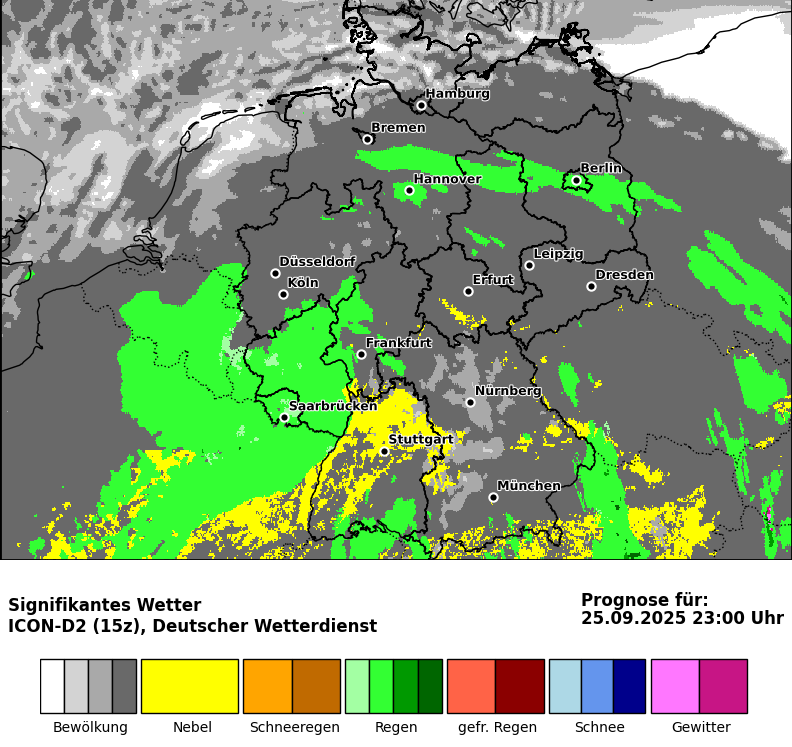 Hamburg
Bremen
Berlin
Hannover
Düsseldorf
Köln
Leipzig
Erfurt
Dresden
Frankfurt
Nürnberg
Saarbrücken
Stuttgart
München
Signifikantes Wetter
ICON-D2 (15z), Deutscher Wetterdienst
Prognose für:
25.09.2025 23:00 Uhr
Bewölkung Nebel Schneeregen Regen gefr. Regen Schnee Gewitter